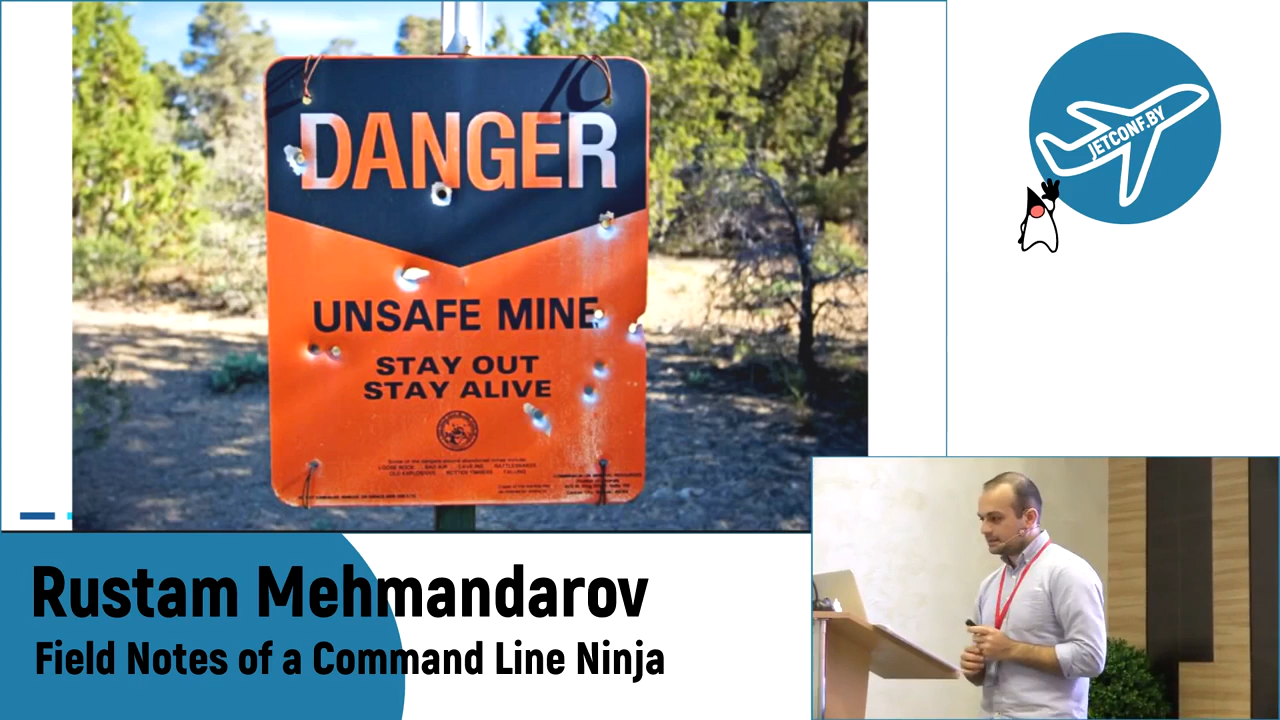 DANGER
UNSAFE MINE
STAY OUT
STAY ALIVE
JETCONF.BY
Rustam Mehmandarov
Field Notes of a Command Line Ninja